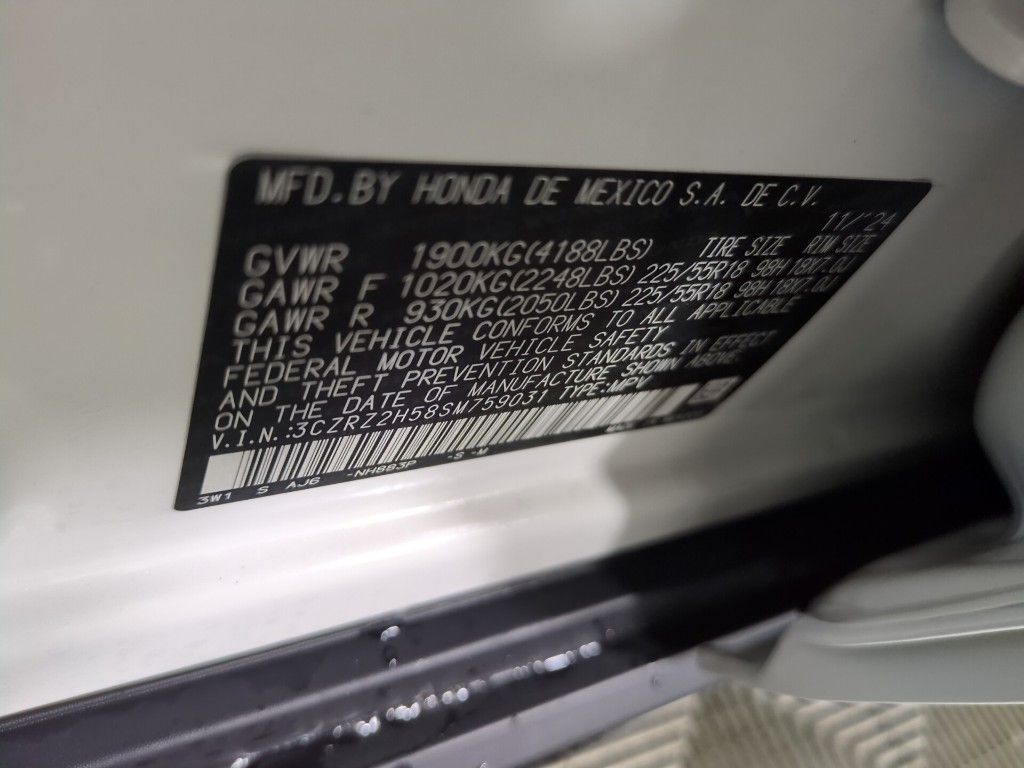 MFD.BY HONDA DE MEXICO S.A. DE C.V.
11/'24
GVWR 1900KG(4188LBS) TIRE SIZE RIM SIZE
GAWR F 1020KG(2248LBS) 225/55R18 98H 18X7.0J
GAWR R 930KG(2050LBS) 225/55R18 98H 18X7.0J
THIS VEHICLE CONFORMS TO ALL APPLICABLE
FEDERAL MOTOR VEHICLE SAFETY
AND THEFT PREVENTION STANDARDS IN EFFECT
ON THE DATE OF MANUFACTURE SHOWN ABOVE.
V.I.N.:3CZRZ2H58SM759031 TYPE:MPV
3W1 S AJ6 -NH883P -S -M